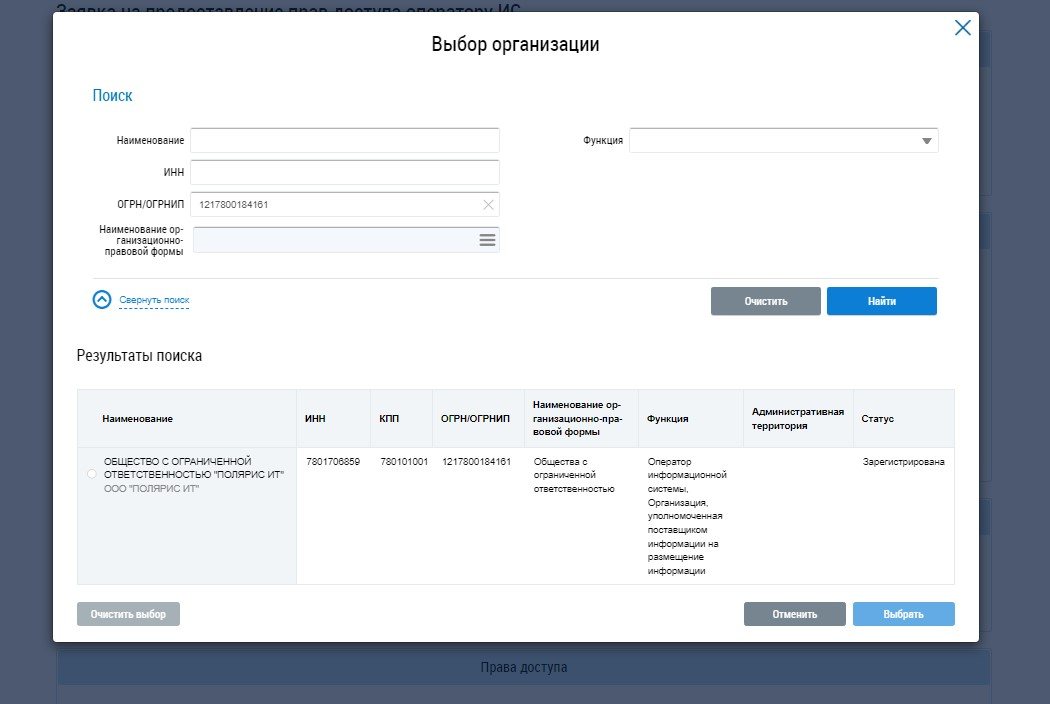 Заявка на предоставление прав доступа оператору ИС
Выбор организации
Поиск
Наименование
Функция
ИНН
ОГРН/ОГРНИП
1217800184161
Наименование ор-
ганизационно-
правовой формы
Свернуть поиск
Очистить
Найти
Результаты поиска
Наименование
ИНН
КПП
ОГРН/ОГРНИП
Наименование ор-
ганизационно-пра-
вовой формы
Функция
Административная
территория
Статус
ОБЩЕСТВО С ОГРАНИЧЕННОЙ
ОТВЕТСТВЕННОСТЬЮ "ПОЛЯРИС ИТ"
ООО "ПОЛЯРИС ИТ"
7801706859
780101001
1217800184161
Общества с
ограниченной
ответственностью
Оператор
информационной
системы,
Организация,
уполномоченная
поставщиком
информации на
размещение
информации
Зарегистрирована
Очистить выбор
Отменить
Выбрать
Права доступа